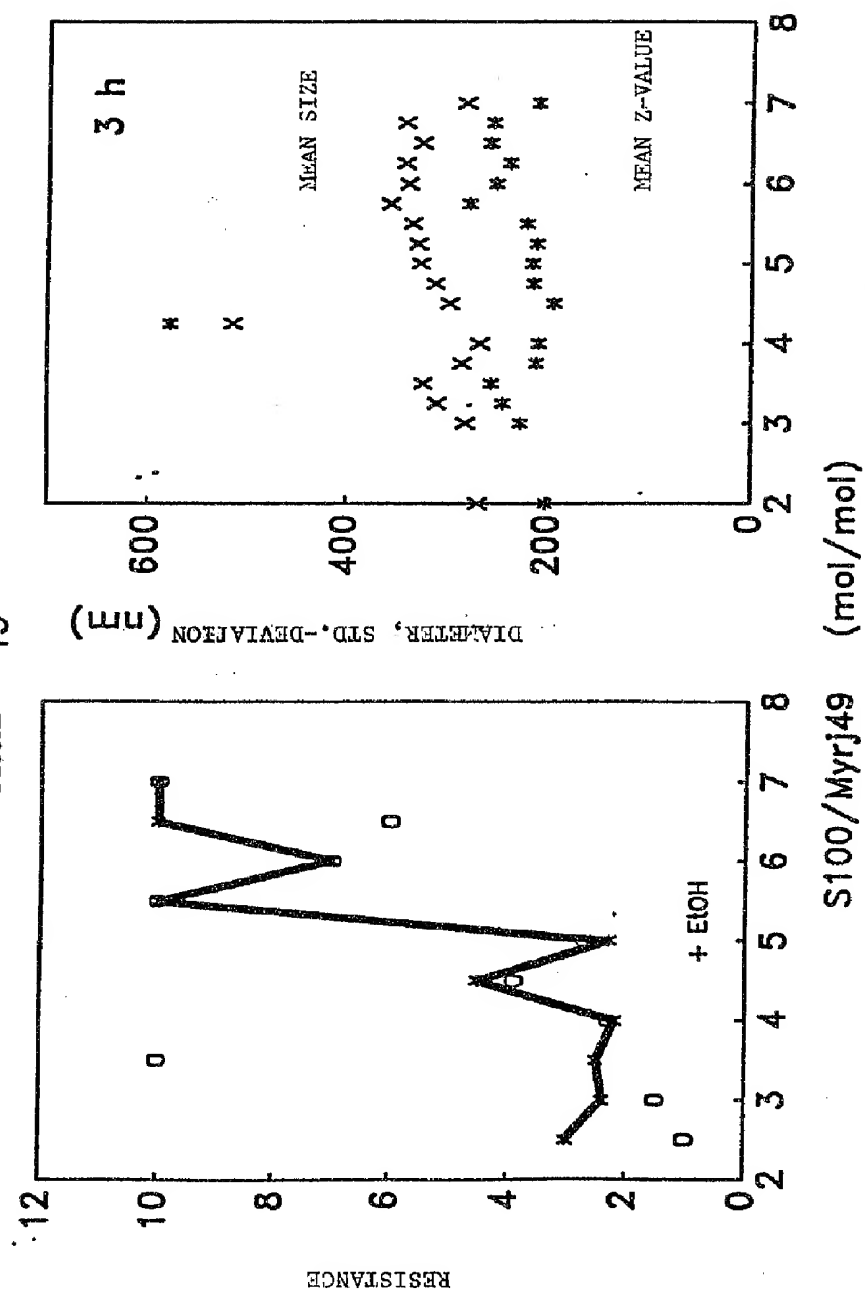 12
10
8
6
4
2
0
RESISTANCE
+ EtOH
2 3 4 5 6 7 8
S100/Myrj49 (mol/mol)
DIAMETER, STD.-DEVIATION (nm)
600
400
200
0
3 h
MEAN SIZE
MEAN Z-VALUE
2 3 4 5 6 7 8